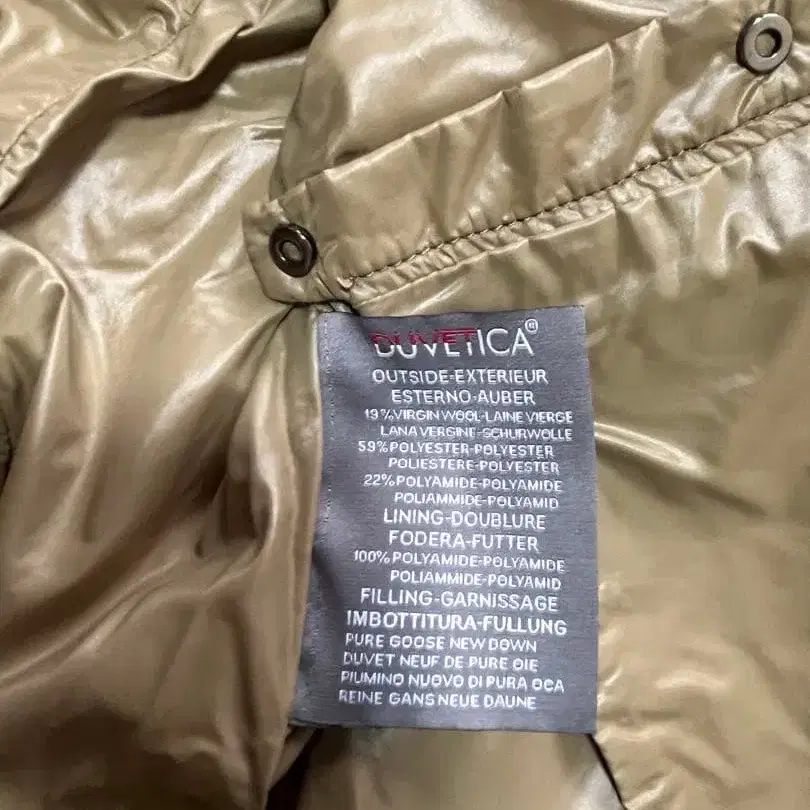 DUVETICA®
OUTSIDE-EXTERIEUR
ESTERNO-AUBER
19%VIRGIN WOOL-LAINE VIERGE
LANA VERGINE-SCHURWOLLE
59%POLYESTER-POLYESTER
POLIESTERE-POLYESTER
22%POLYAMIDE-POLYAMIDE
POLIAMMIDE-POLYAMID
LINING-DOUBLURE
FODERA-FUTTER
100%POLYAMIDE-POLYAMIDE
POLIAMMIDE-POLYAMID
FILLING-GARNISSAGE
IMBOTTITURA-FULLUNG
PURE GOOSE NEW DOWN
DUVET NEUF DE PURE OIE
PIUMINO NUOVO DI PURA OCA
REINE GANS NEUE DAUNE